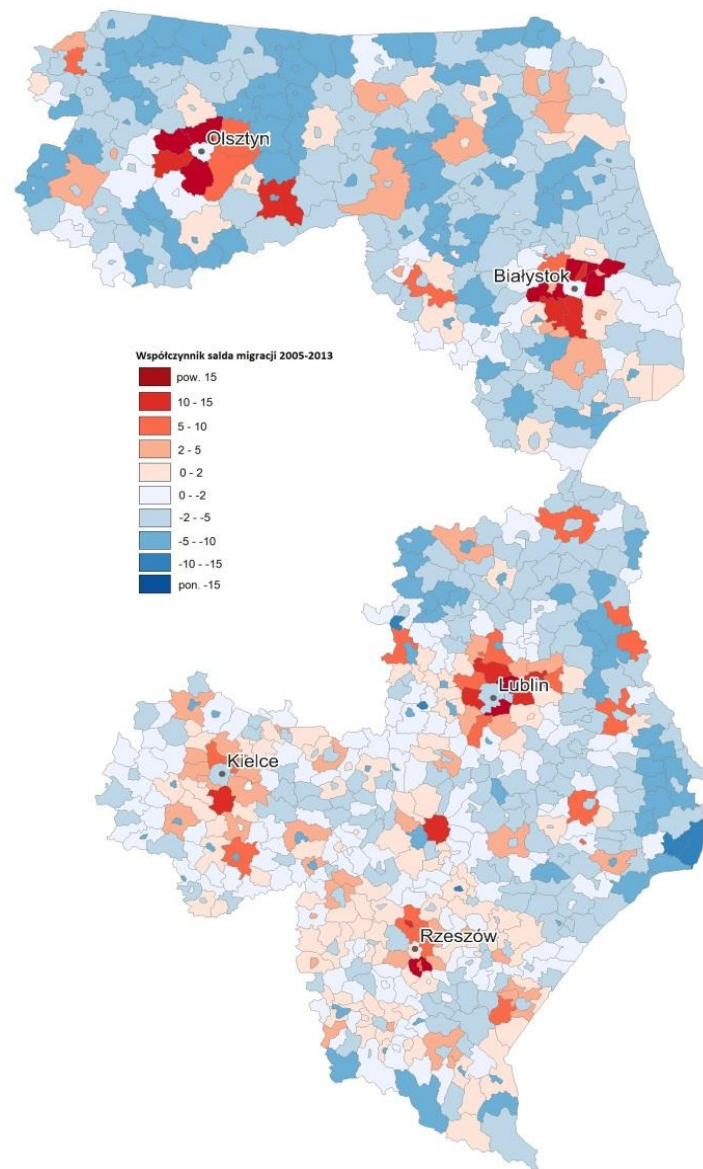 Olsztyn
Białystok
Współczynnik salda migracji 2005-2013
pow. 15
10 - 15
5 - 10
2 - 5
0 - 2
0 - -2
-2 - -5
-5 - -10
-10 - -15
pon. -15
Lublin
Kielce
Rzeszów